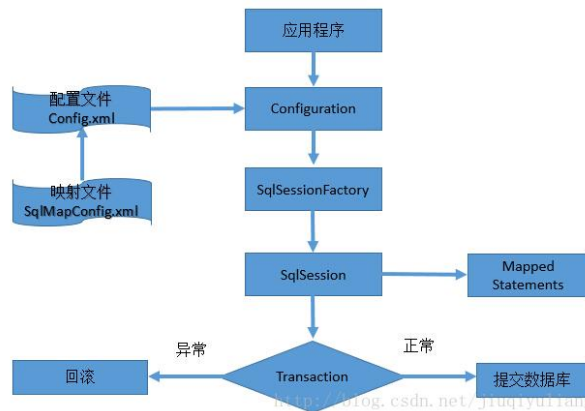 应用程序
配置文件
Config.xml
Configuration
映射文件
SqlMapConfig.xml
SqlSessionFactory
SqlSession
Mapped
Statements
异常
正常
回滚
Transaction
提交数据库
http://blog.csdn.net/jiuqiyuliang